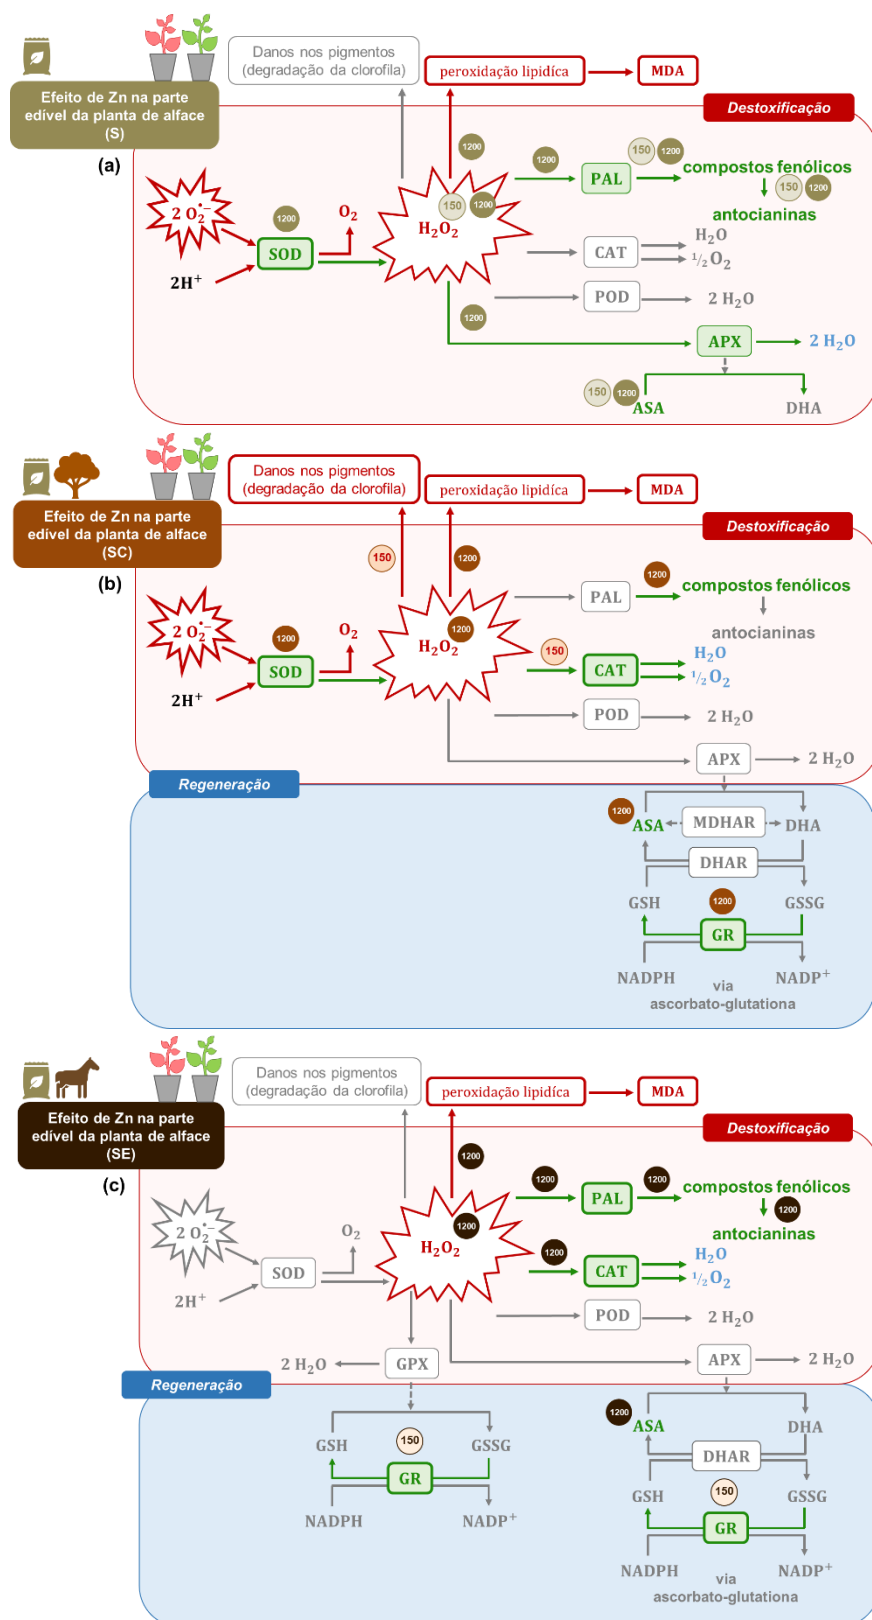 Danos nos pigmentos
(degradação da clorofila)
peroxidação lipidíca
MDA
Efeito de Zn na parte
edível da planta de alface
(S)
Destoxificação
(a)
1200
1200
150
1200
PAL
compostos fenólicos
150
1200
antocianinas
2 O₂•−
1200
O₂
150
1200
H₂O₂
SOD
2H⁺
CAT
H₂O
½O₂
POD
2 H₂O
1200
APX
2 H₂O
150
1200
ASA
DHA
Danos nos pigmentos
(degradação da clorofila)
peroxidação lipidíca
MDA
Efeito de Zn na parte
edível da planta de alface
(SC)
Destoxificação
(b)
150
1200
1200
PAL
compostos fenólicos
antocianinas
2 O₂•−
1200
O₂
1200
H₂O₂
SOD
2H⁺
150
CAT
H₂O
½O₂
POD
2 H₂O
APX
2 H₂O
Regeneração
1200
ASA
MDHAR
DHA
DHAR
GSH
1200
GSSG
GR
NADPH
NADP⁺
via
ascorbato-glutationa
Danos nos pigmentos
(degradação da clorofila)
peroxidação lipidíca
MDA
Efeito de Zn na parte
edível da planta de alface
(SE)
Destoxificação
(c)
1200
1200
PAL
1200
compostos fenólicos
1200
antocianinas
2 O₂•−
O₂
1200
H₂O₂
SOD
2H⁺
1200
CAT
H₂O
½O₂
POD
2 H₂O
2 H₂O
GPX
APX
2 H₂O
Regeneração
GSH
150
GSSG
GR
NADPH
NADP⁺
1200
ASA
DHA
DHAR
GSH
150
GSSG
GR
NADPH
NADP⁺
via
ascorbato-glutationa